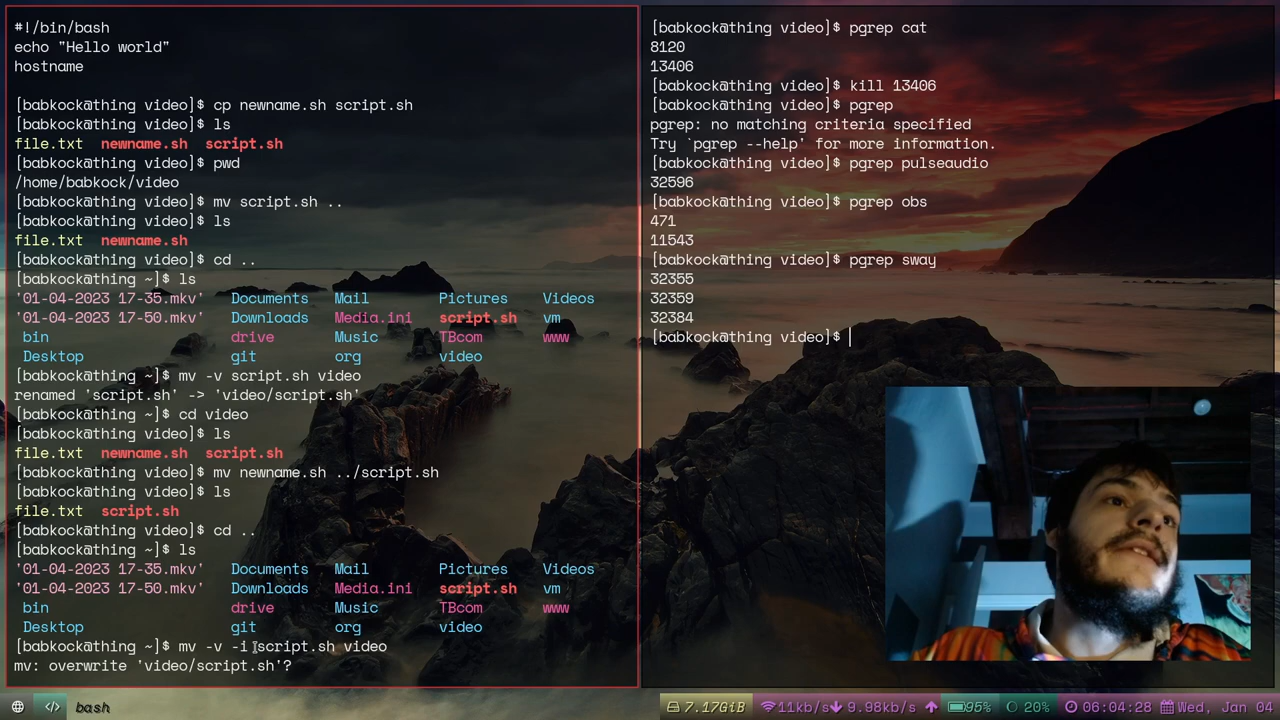 #!/bin/bash
echo "Hello world"
hostname
[babkock@thing video]$ cp newname.sh script.sh
[babkock@thing video]$ ls
file.txt  newname.sh  script.sh
[babkock@thing video]$ pwd
/home/babkock/video
[babkock@thing video]$ mv script.sh ..
[babkock@thing video]$ ls
file.txt  newname.sh
[babkock@thing video]$ cd ..
[babkock@thing ~]$ ls
'01-04-2023 17-35.mkv'   Documents   Mail        Pictures    Videos
'01-04-2023 17-50.mkv'   Downloads   Media.ini   script.sh   vm
 bin                     drive       Music       TBcom       www
 Desktop                 git         org         video
[babkock@thing ~]$ mv -v script.sh video
renamed 'script.sh' -> 'video/script.sh'
[babkock@thing ~]$ cd video
[babkock@thing video]$ ls
file.txt  newname.sh  script.sh
[babkock@thing video]$ mv newname.sh ../script.sh
[babkock@thing video]$ ls
file.txt  script.sh
[babkock@thing video]$ cd ..
[babkock@thing ~]$ ls
'01-04-2023 17-35.mkv'   Documents   Mail        Pictures    Videos
'01-04-2023 17-50.mkv'   Downloads   Media.ini   script.sh   vm
 bin                     drive       Music       TBcom       www
 Desktop                 git         org         video
[babkock@thing ~]$ mv -v -i script.sh video
mv: overwrite 'video/script.sh'?
[babkock@thing video]$ pgrep cat
8120
13406
[babkock@thing video]$ kill 13406
[babkock@thing video]$ pgrep
pgrep: no matching criteria specified
Try `pgrep --help' for more information.
[babkock@thing video]$ pgrep pulseaudio
32596
[babkock@thing video]$ pgrep obs
471
11543
[babkock@thing video]$ pgrep sway
32355
32359
32384
[babkock@thing video]$
</> bash 7.17GiB 11kb/s 9.98kb/s 95% 20% 06:04:28 Wed, Jan 04